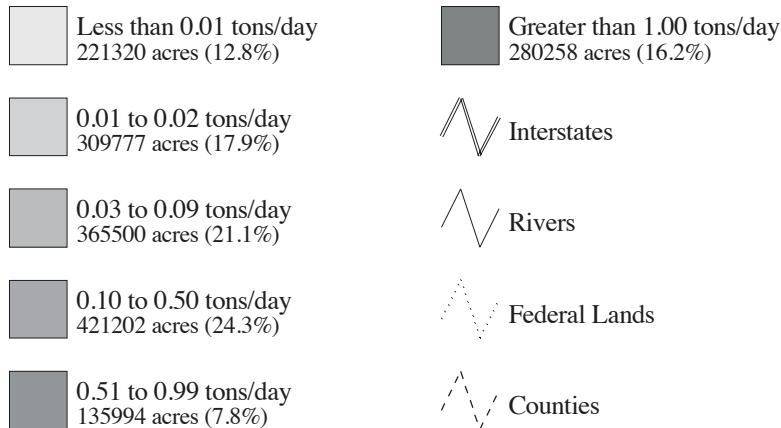 Less than 0.01 tons/day
221320 acres (12.8%)
0.01 to 0.02 tons/day
309777 acres (17.9%)
0.03 to 0.09 tons/day
365500 acres (21.1%)
0.10 to 0.50 tons/day
421202 acres (24.3%)
0.51 to 0.99 tons/day
135994 acres (7.8%)
Greater than 1.00 tons/day
280258 acres (16.2%)
Interstates
Rivers
Federal Lands
Counties